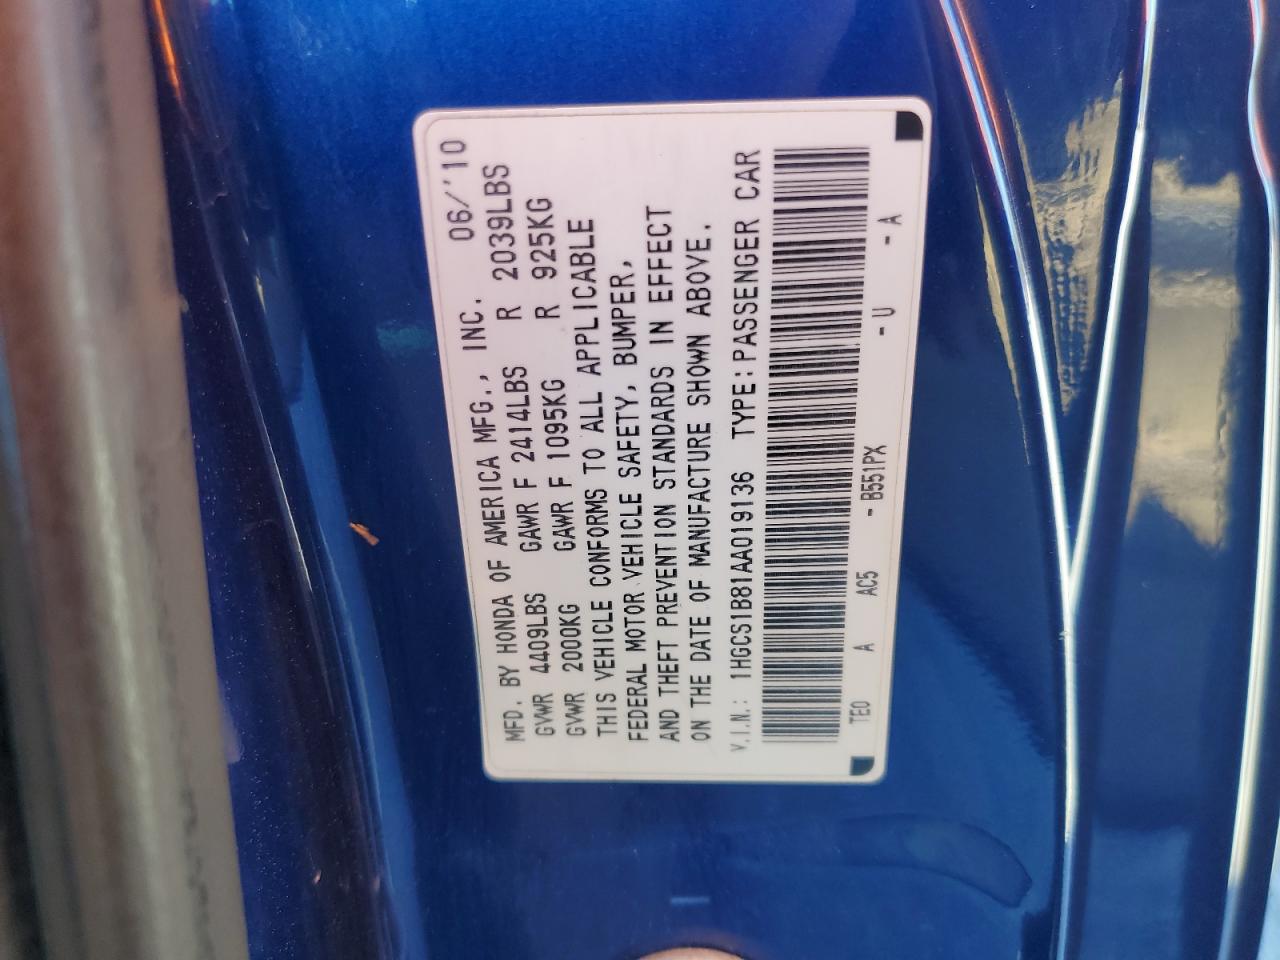 MFD. BY HONDA OF AMERICA MFG., INC. 06/'10
GVWR 4409LBS GAWR F 2414LBS R 2039LBS
GVWR 2000KG GAWR F 1095KG R 925KG
THIS VEHICLE CONFORMS TO ALL APPLICABLE
FEDERAL MOTOR VEHICLE SAFETY, BUMPER,
AND THEFT PREVENTION STANDARDS IN EFFECT
ON THE DATE OF MANUFACTURE SHOWN ABOVE.
V.I.N.: 1HGCS1B81AA019136 TYPE:PASSENGER CAR
TE0 A AC5 - B551PX - U - A